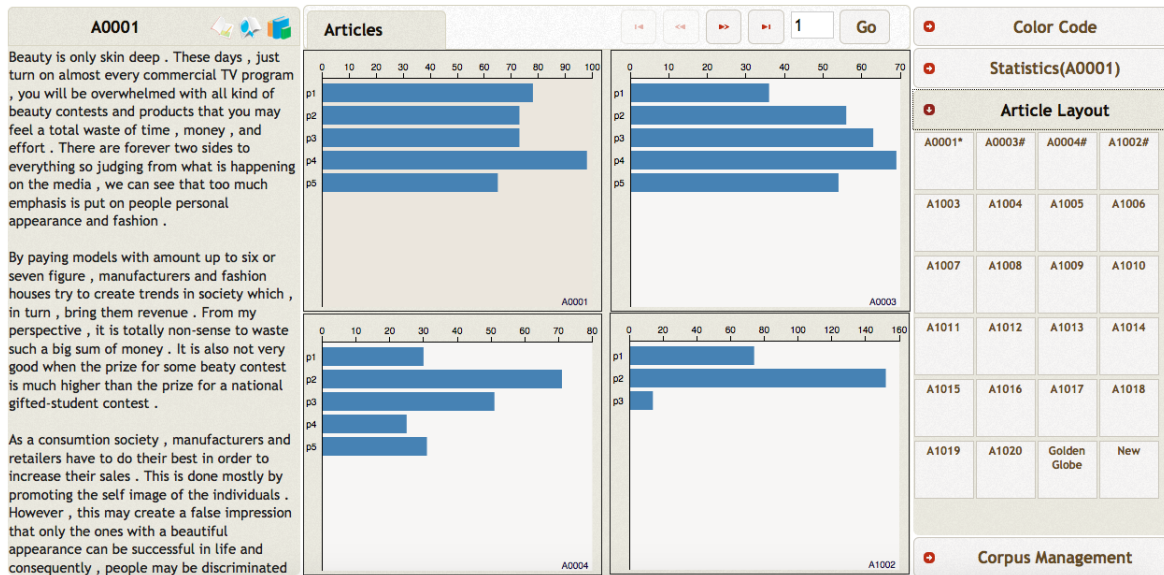 A0001
Beauty is only skin deep . These days , just
turn on almost every commercial TV program
, you will be overwhelmed with all kind of
beauty contests and products that you may
feel a total waste of time , money , and
effort . There are forever two sides to
everything so judging from what is happening
on the media , we can see that too much
emphasis is put on people personal
appearance and fashion .
By paying models with amount up to six or
seven figure , manufacturers and fashion
houses try to create trends in society which ,
in turn , bring them revenue . From my
perspective , it is totally non-sense to waste
such a big sum of money . It is also not very
good when the prize for some beaty contest
is much higher than the prize for a national
gifted-student contest .
As a consumtion society , manufacturers and
retailers have to do their best in order to
increase their sales . This is done mostly by
promoting the self image of the individuals .
However , this may create a false impression
that only the ones with a beautiful
appearance can be successful in life and
consequently , people may be discriminated
Articles
1
Go
0 10 20 30 40 50 60 70 80 90 100
p1
p2
p3
p4
p5
A0001
0 10 20 30 40 50 60 70
p1
p2
p3
p4
p5
A0003
0 10 20 30 40 50 60 70 80
p1
p2
p3
p4
p5
A0004
0 20 40 60 80 100 120 140 160
p1
p2
p3
A1002
Color Code
Statistics(A0001)
Article Layout
A0001* A0003# A0004# A1002#
A1003 A1004 A1005 A1006
A1007 A1008 A1009 A1010
A1011 A1012 A1013 A1014
A1015 A1016 A1017 A1018
A1019 A1020 Golden Globe New
Corpus Management